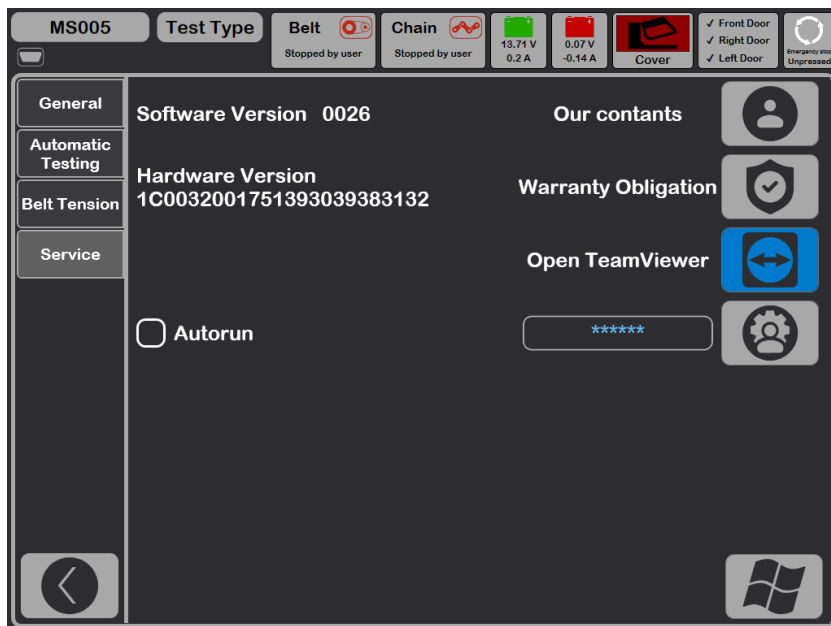 MS005
Test Type
Belt
Stopped by user
Chain
Stopped by user
13.71 V
0.2 A
0.07 V
-0.14 A
Cover
✓ Front Door
✓ Right Door
✓ Left Door
Emergency stop
Unpressed
General
Automatic
Testing
Belt Tension
Service
Software Version 0026
Our contants
Hardware Version
1C0032001751393039383132
Warranty Obligation
Open TeamViewer
Autorun
******